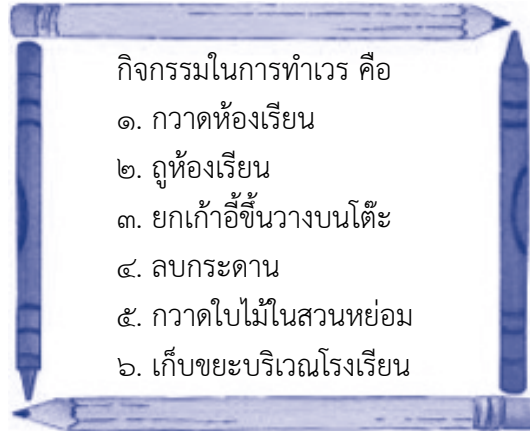 กิจกรรมในการทำเวร คือ
๑. กวาดห้องเรียน
๒. ถูห้องเรียน
๓. ยกเก้าอี้ขึ้นวางบนโต๊ะ
๔. ลบกระดาน
๕. กวาดใบไม้ในสวนหย่อม
๖. เก็บขยะบริเวณโรงเรียน